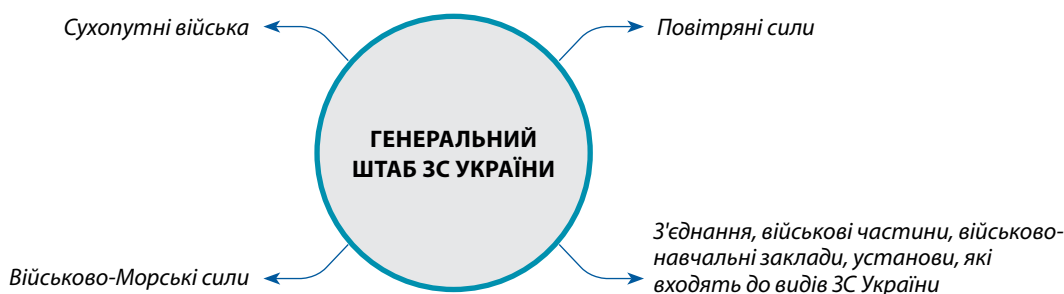 Сухопутні війська
Повітряні сили
ГЕНЕРАЛЬНИЙ
ШТАБ ЗС УКРАЇНИ
Військово-Морські сили
З'єднання, військові частини, військово-
навчальні заклади, установи, які
входять до видів ЗС України